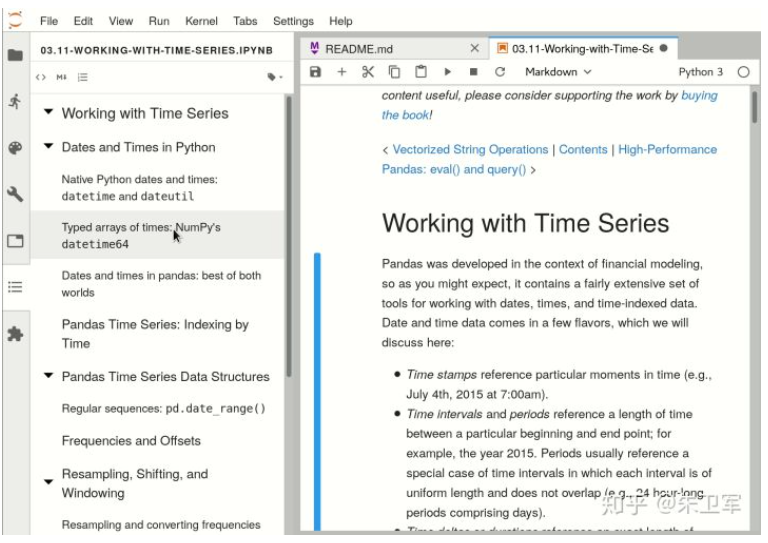 File Edit View Run Kernel Tabs Settings Help
03.11-WORKING-WITH-TIME-SERIES.IPYNB
Working with Time Series
Dates and Times in Python
Native Python dates and times:
datetime and dateutil
Typed arrays of times: NumPy's
datetime64
Dates and times in pandas: best of both
worlds
Pandas Time Series: Indexing by
Time
Pandas Time Series Data Structures
Regular sequences: pd.date_range()
Frequencies and Offsets
Resampling, Shifting, and
Windowing
Resampling and converting frequencies
README.md
03.11-Working-with-Time-Se
Markdown
Python 3
content useful, please consider supporting the work by buying
the book!
< Vectorized String Operations | Contents | High-Performance
Pandas: eval() and query() >
Working with Time Series
Pandas was developed in the context of financial modeling,
so as you might expect, it contains a fairly extensive set of
tools for working with dates, times, and time-indexed data.
Date and time data comes in a few flavors, which we will
discuss here:
• Time stamps reference particular moments in time (e.g.,
July 4th, 2015 at 7:00am).
• Time intervals and periods reference a length of time
between a particular beginning and end point; for
example, the year 2015. Periods usually reference a
special case of time intervals in which each interval is of
uniform length and does not overlap (e.g., 24 hour-long
periods comprising days).
• Time deltas or durations reference an exact length of
知乎 @朱卫军